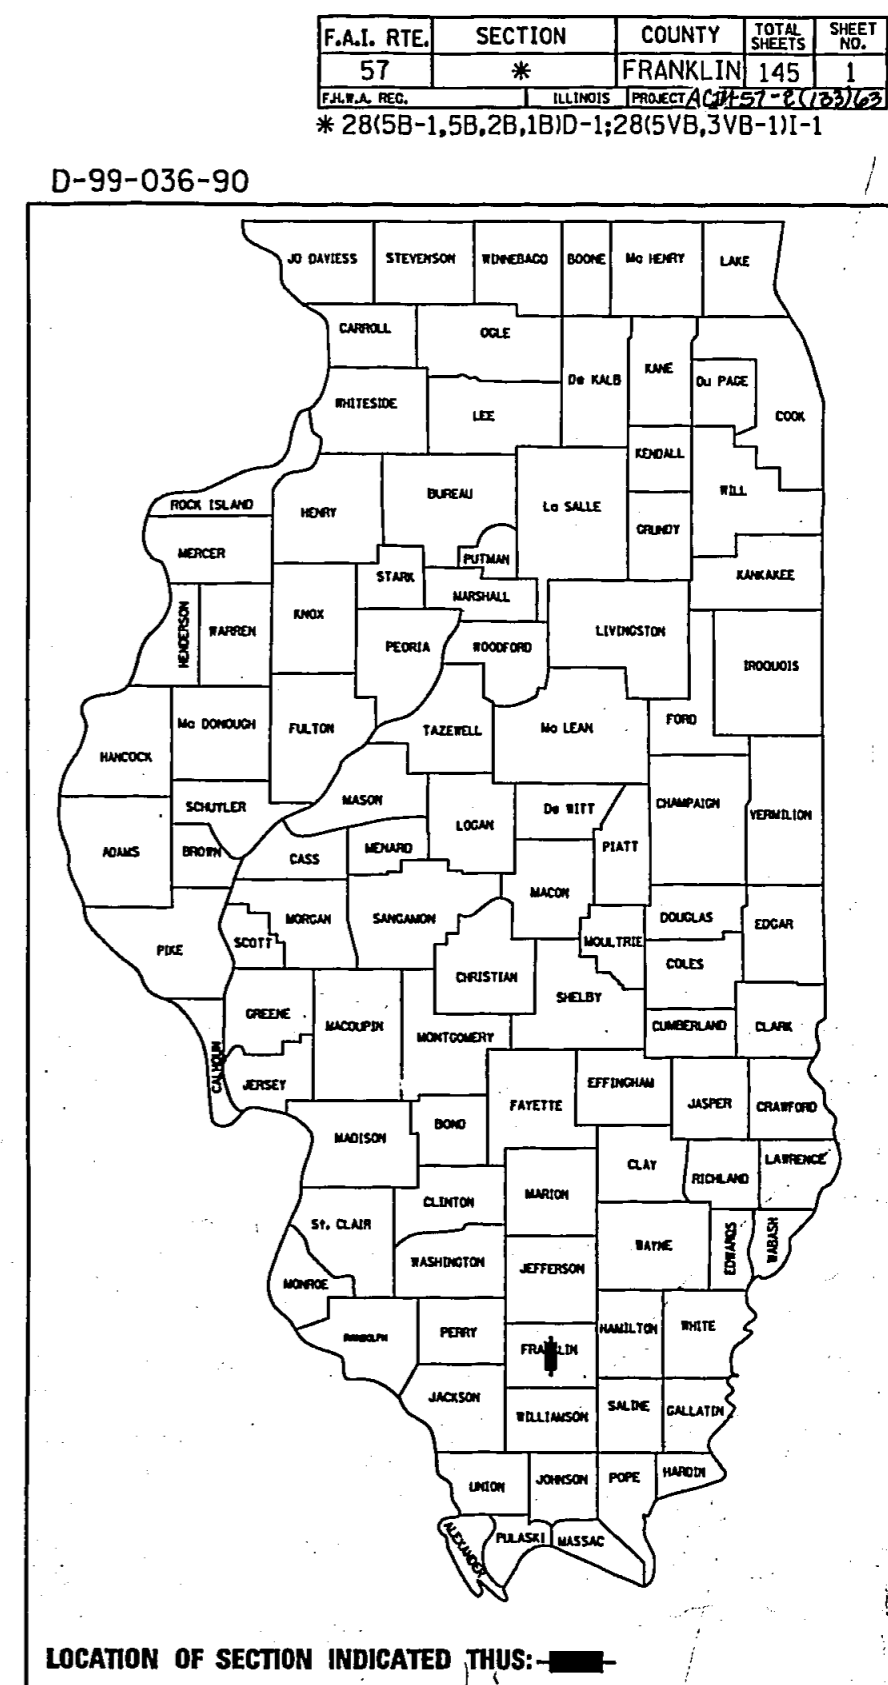 F.A.I. RTE. SECTION COUNTY TOTAL SHEETS SHEET NO.
57 * FRANKLIN 145 1
F.H.W.A. REG. ILLINOIS PROJECT
* 28(5B-1,5B,2B,1B)D-1;28(5VB,3VB-1)I-1
D-99-036-90
JO DAVIESS STEVENSON WINNEBAGO BOONE Mc HENRY LAKE
CARROLL OGLE
De KALB KANE Du PAGE
WHITESIDE LEE COOK
KENDALL
ROCK ISLAND HENRY BUREAU La SALLE WILL
GRUNDY
MERCER PUTMAN
STARK KANKAKEE
MARSHALL
HENDERSON WARREN KNOX LIVINGSTON
PEORIA WOODFORD
IROQUOIS
Mc DONOUGH FULTON TAZEWELL Mc LEAN FORD
HANCOCK
SCHUYLER MASON De WITT CHAMPAIGN VERMILION
LOGAN
ADAMS BROWN CASS MENARD PIATT
MACON
MORGAN SANGAMON DOUGLAS EDGAR
PIKE SCOTT MOULTRIE
CHRISTIAN COLES
SHELBY
GREENE MACOUPIN MONTGOMERY CUMBERLAND CLARK
CALHOUN JERSEY EFFINGHAM
FAYETTE JASPER CRAWFORD
MADISON BOND
CLAY LAWRENCE
RICHLAND
CLINTON MARION
St. CLAIR
WAYNE EDWARDS WABASH
WASHINGTON JEFFERSON
MONROE
RANDOLPH PERRY HAMILTON WHITE
FRANKLIN
JACKSON SALINE GALLATIN
WILLIAMSON
UNION JOHNSON POPE HARDIN
ALEXANDER PULASKI MASSAC
LOCATION OF SECTION INDICATED THUS: